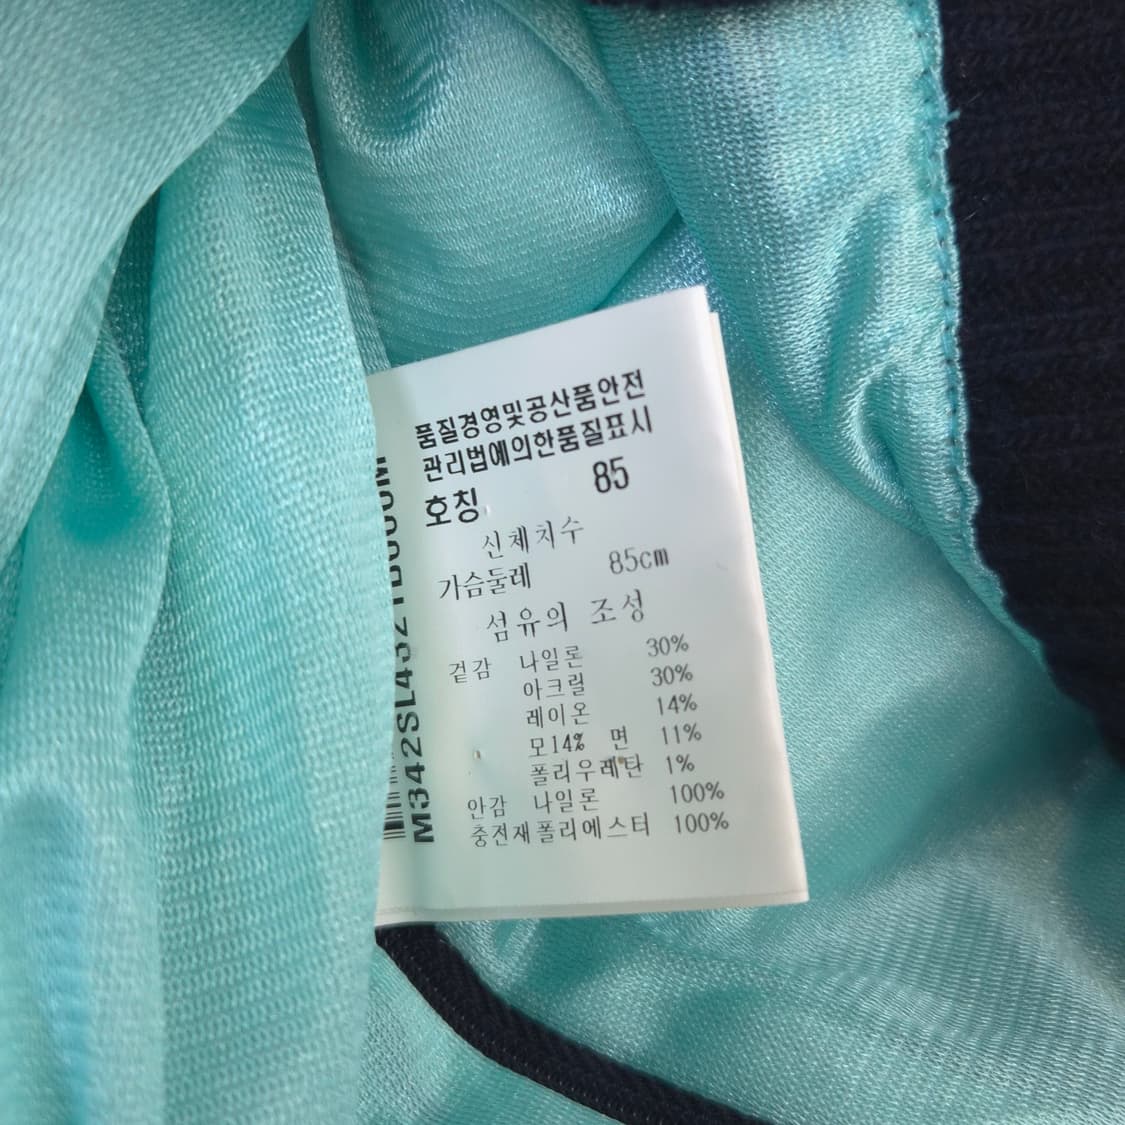 품질경영및공산품안전
관리법에의한품질표시
호칭 85
신체치수
가슴둘레 85cm
섬유의 조성
겉감 나일론 30%
아크릴 30%
레이온 14%
모14% 면 11%
폴리우레탄 1%
안감 나일론 100%
충전재 폴리에스터 100%